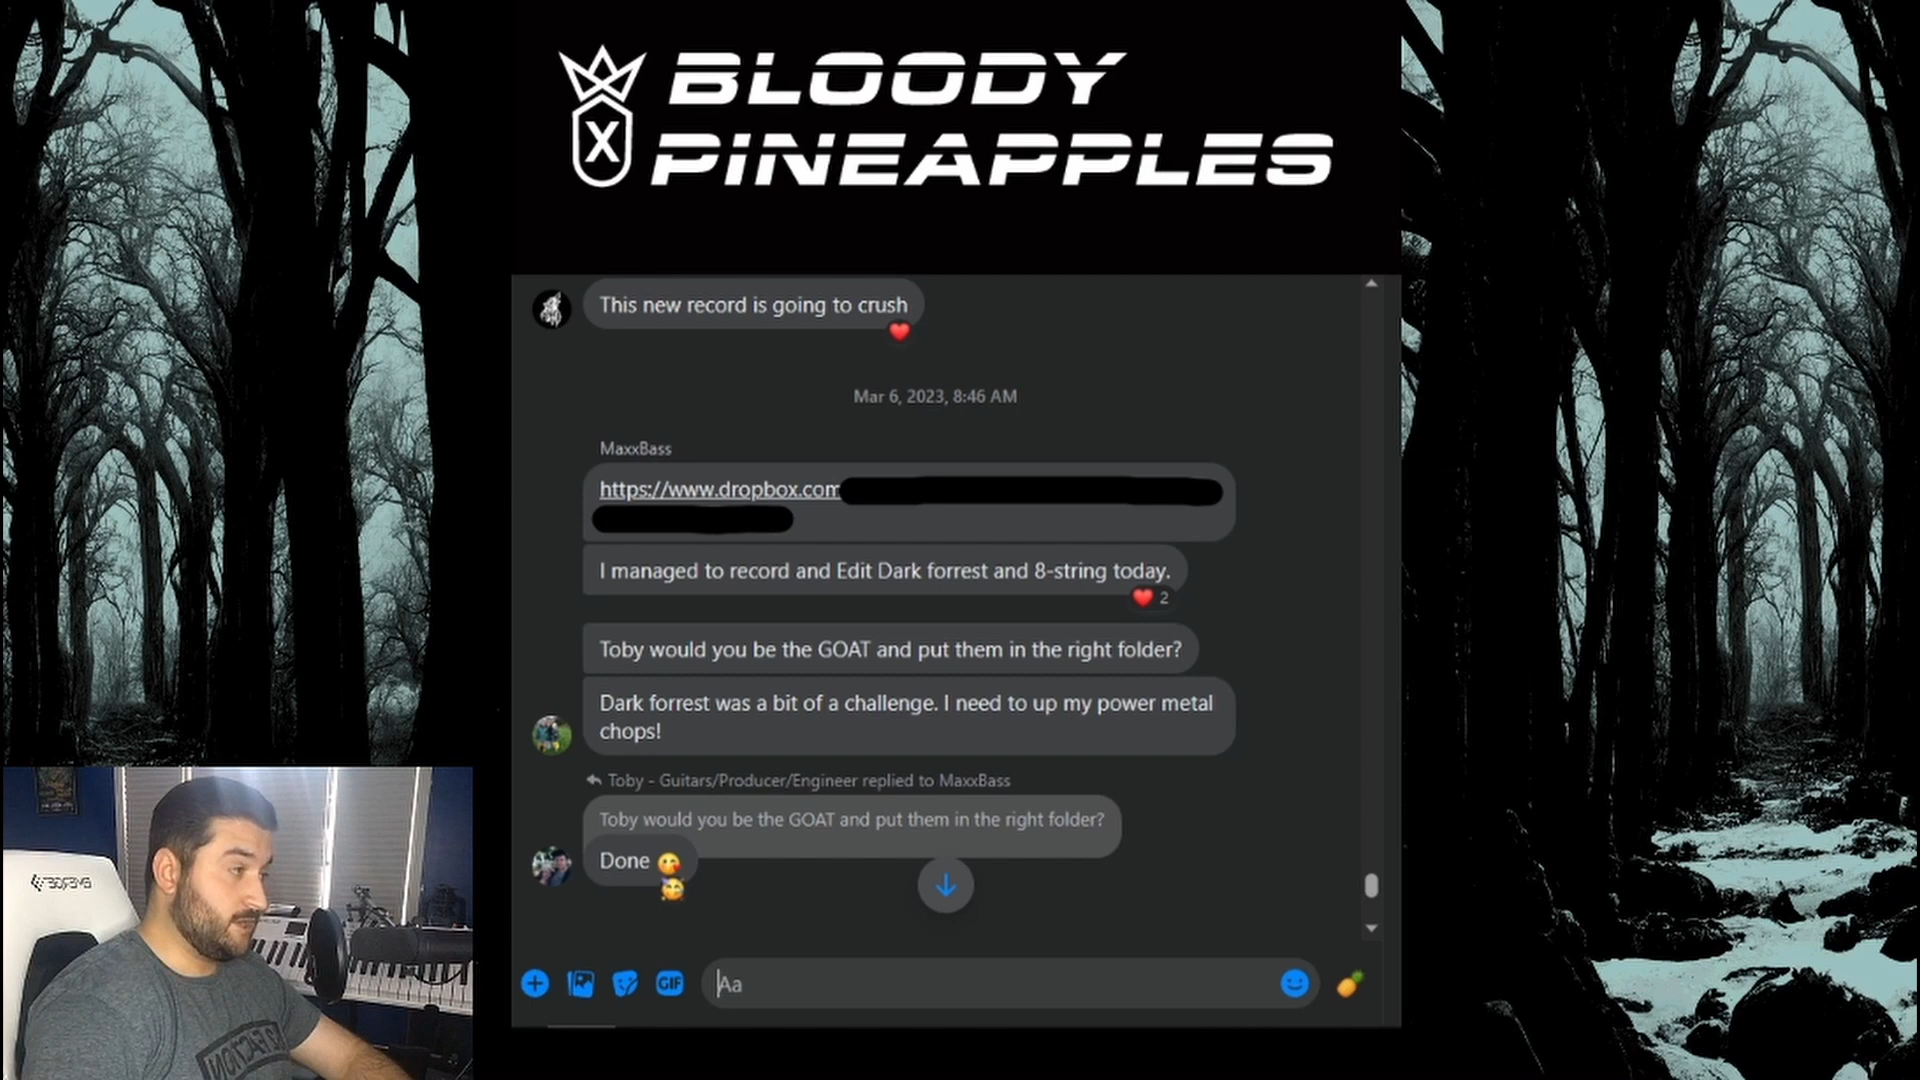 BLOODY
PINEAPPLES
X
This new record is going to crush
Mar 6, 2023, 8:46 AM
MaxxBass
https://www.dropbox.com
I managed to record and Edit Dark forrest and 8-string today.
2
Toby would you be the GOAT and put them in the right folder?
Dark forrest was a bit of a challenge. I need to up my power metal
chops!
Toby - Guitars/Producer/Engineer replied to MaxxBass
Toby would you be the GOAT and put them in the right folder?
Done
GIF
Aa